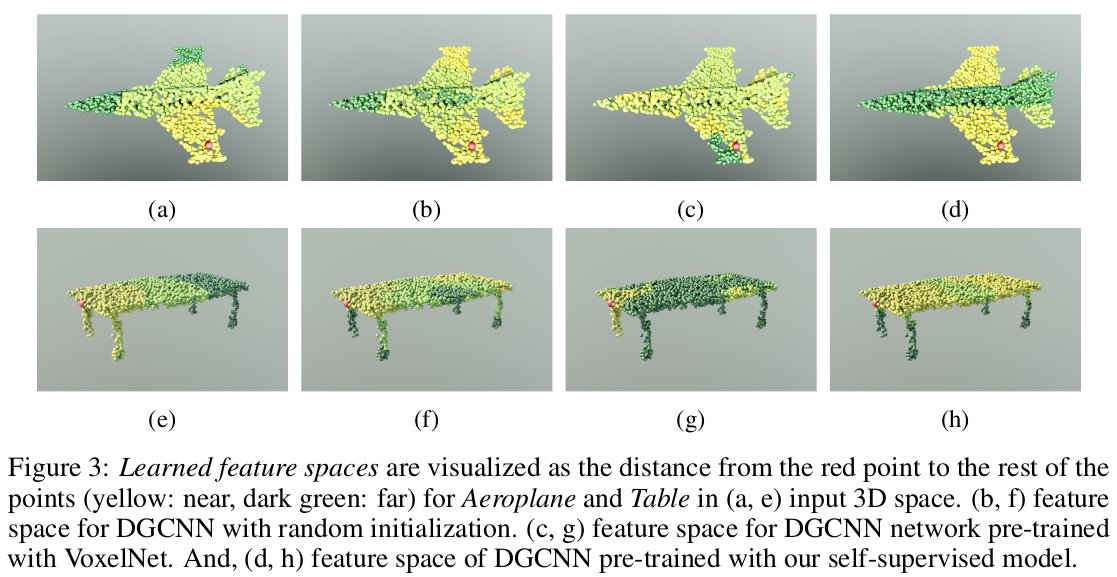 (a) (b) (c) (d)
(e) (f) (g) (h)
Figure 3: Learned feature spaces are visualized as the distance from the red point to the rest of the
points (yellow: near, dark green: far) for Aeroplane and Table in (a, e) input 3D space. (b, f) feature
space for DGCNN with random initialization. (c, g) feature space for DGCNN network pre-trained
with VoxelNet. And, (d, h) feature space of DGCNN pre-trained with our self-supervised model.